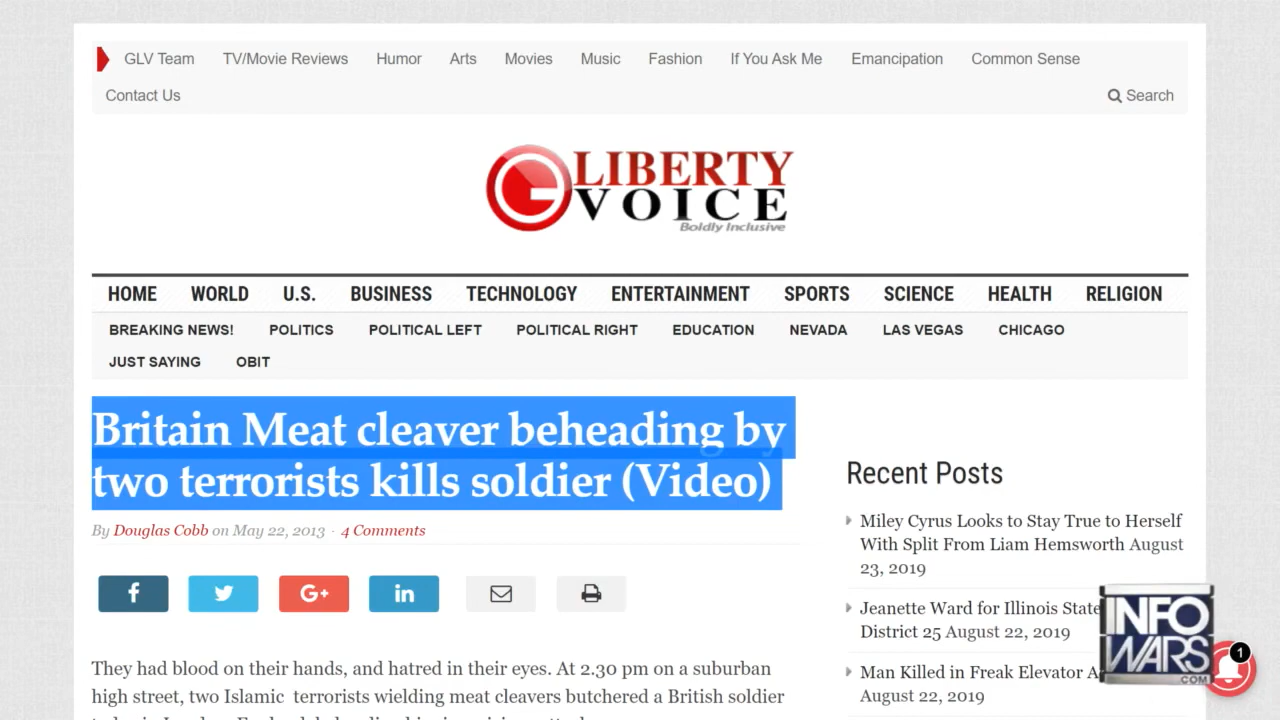 GLV Team TV/Movie Reviews Humor Arts Movies Music Fashion If You Ask Me Emancipation Common Sense
Contact Us Search
LIBERTY
VOICE
Boldly Inclusive
HOME WORLD U.S. BUSINESS TECHNOLOGY ENTERTAINMENT SPORTS SCIENCE HEALTH RELIGION
BREAKING NEWS! POLITICS POLITICAL LEFT POLITICAL RIGHT EDUCATION NEVADA LAS VEGAS CHICAGO
JUST SAYING OBIT
Britain Meat cleaver beheading by
two terrorists kills soldier (Video)
By Douglas Cobb on May 22, 2013 · 4 Comments
f G+ in
They had blood on their hands, and hatred in their eyes. At 2.30 pm on a suburban
high street, two Islamic terrorists wielding meat cleavers butchered a British soldier
Recent Posts
Miley Cyrus Looks to Stay True to Herself
With Split From Liam Hemsworth August
23, 2019
Jeanette Ward for Illinois State
District 25 August 22, 2019
Man Killed in Freak Elevator
August 22, 2019
INFO
WARS
.COM
1